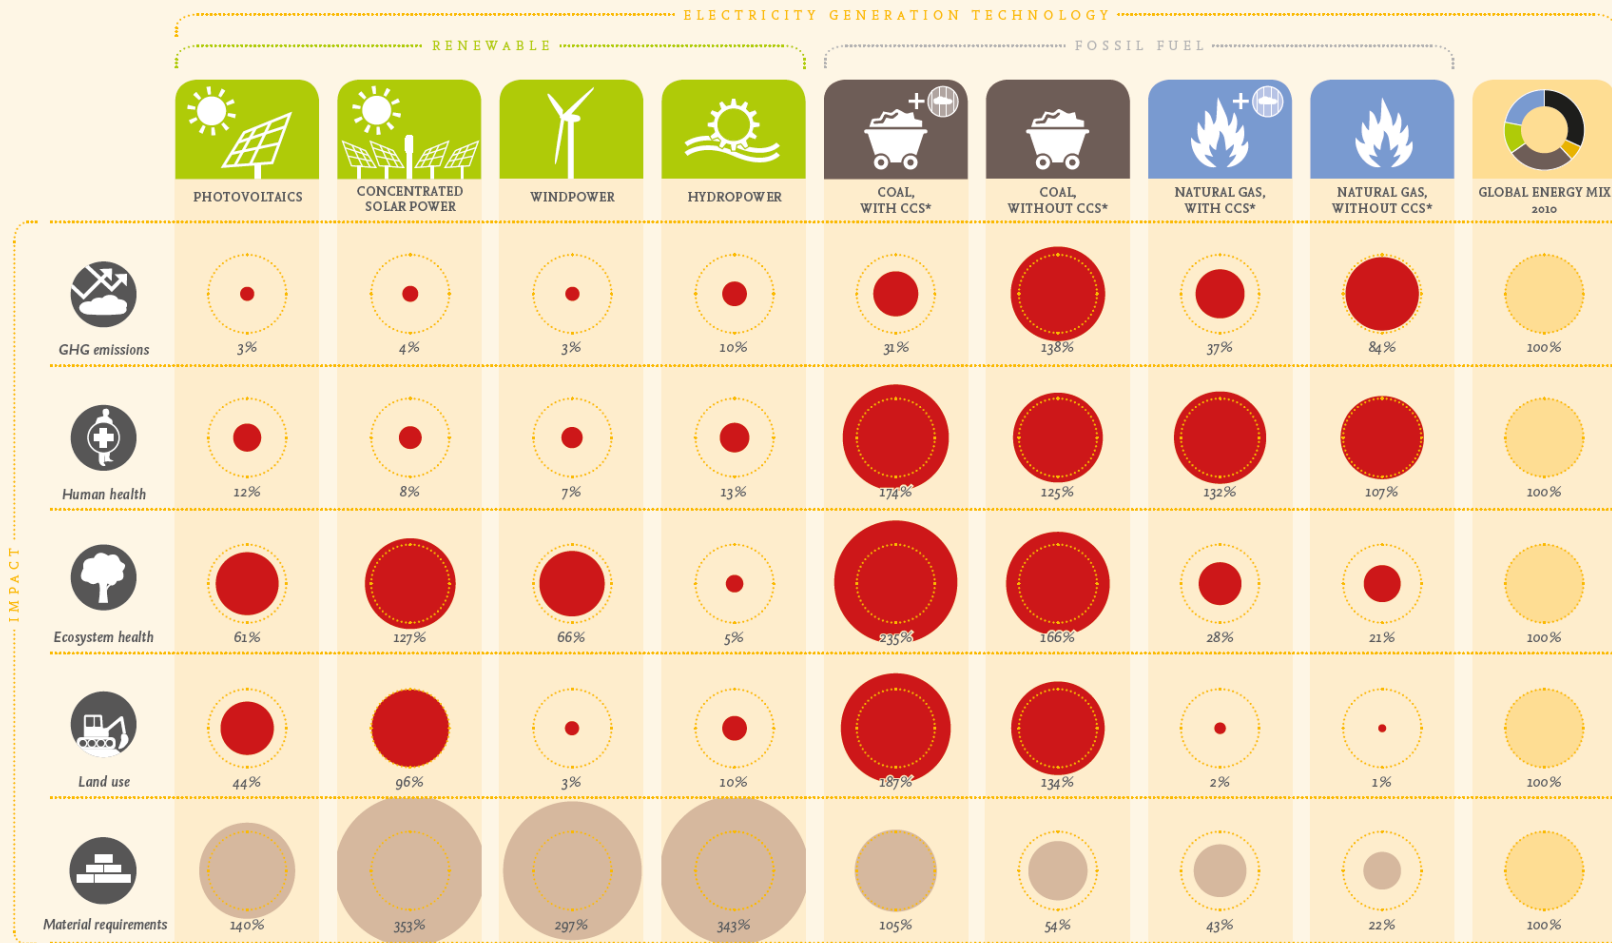 ELECTRICITY GENERATION TECHNOLOGY
RENEWABLE
FOSSIL FUEL
PHOTOVOLTAICS
CONCENTRATED
SOLAR POWER
WINDPOWER
HYDROPOWER
COAL,
WITH CCS*
COAL,
WITHOUT CCS*
NATURAL GAS,
WITH CCS*
NATURAL GAS,
WITHOUT CCS*
GLOBAL ENERGY MIX
2010
IMPACT
GHG emissions
3% 4% 3% 10% 31% 138% 37% 84% 100%
Human health
12% 8% 7% 13% 174% 125% 132% 107% 100%
Ecosystem health
61% 127% 66% 5% 235% 166% 28% 21% 100%
Land use
44% 96% 3% 10% 187% 134% 2% 1% 100%
Material requirements
140% 353% 297% 343% 105% 54% 43% 22% 100%